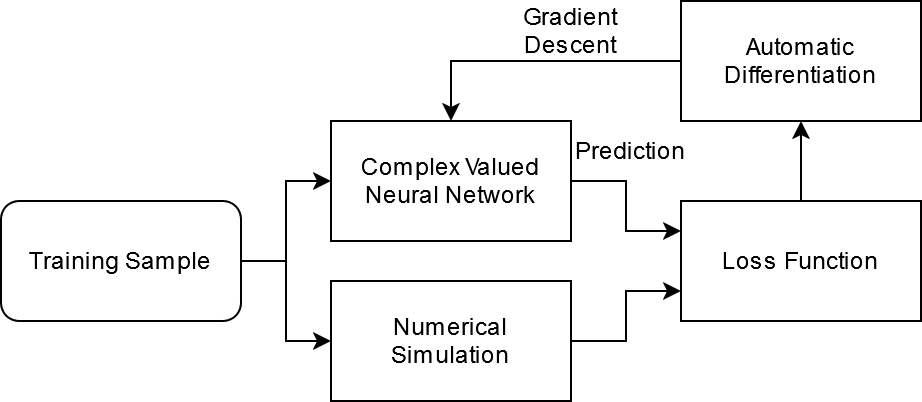 Gradient
Descent
Automatic
Differentiation
Complex Valued
Neural Network
Prediction
Training Sample
Loss Function
Numerical
Simulation